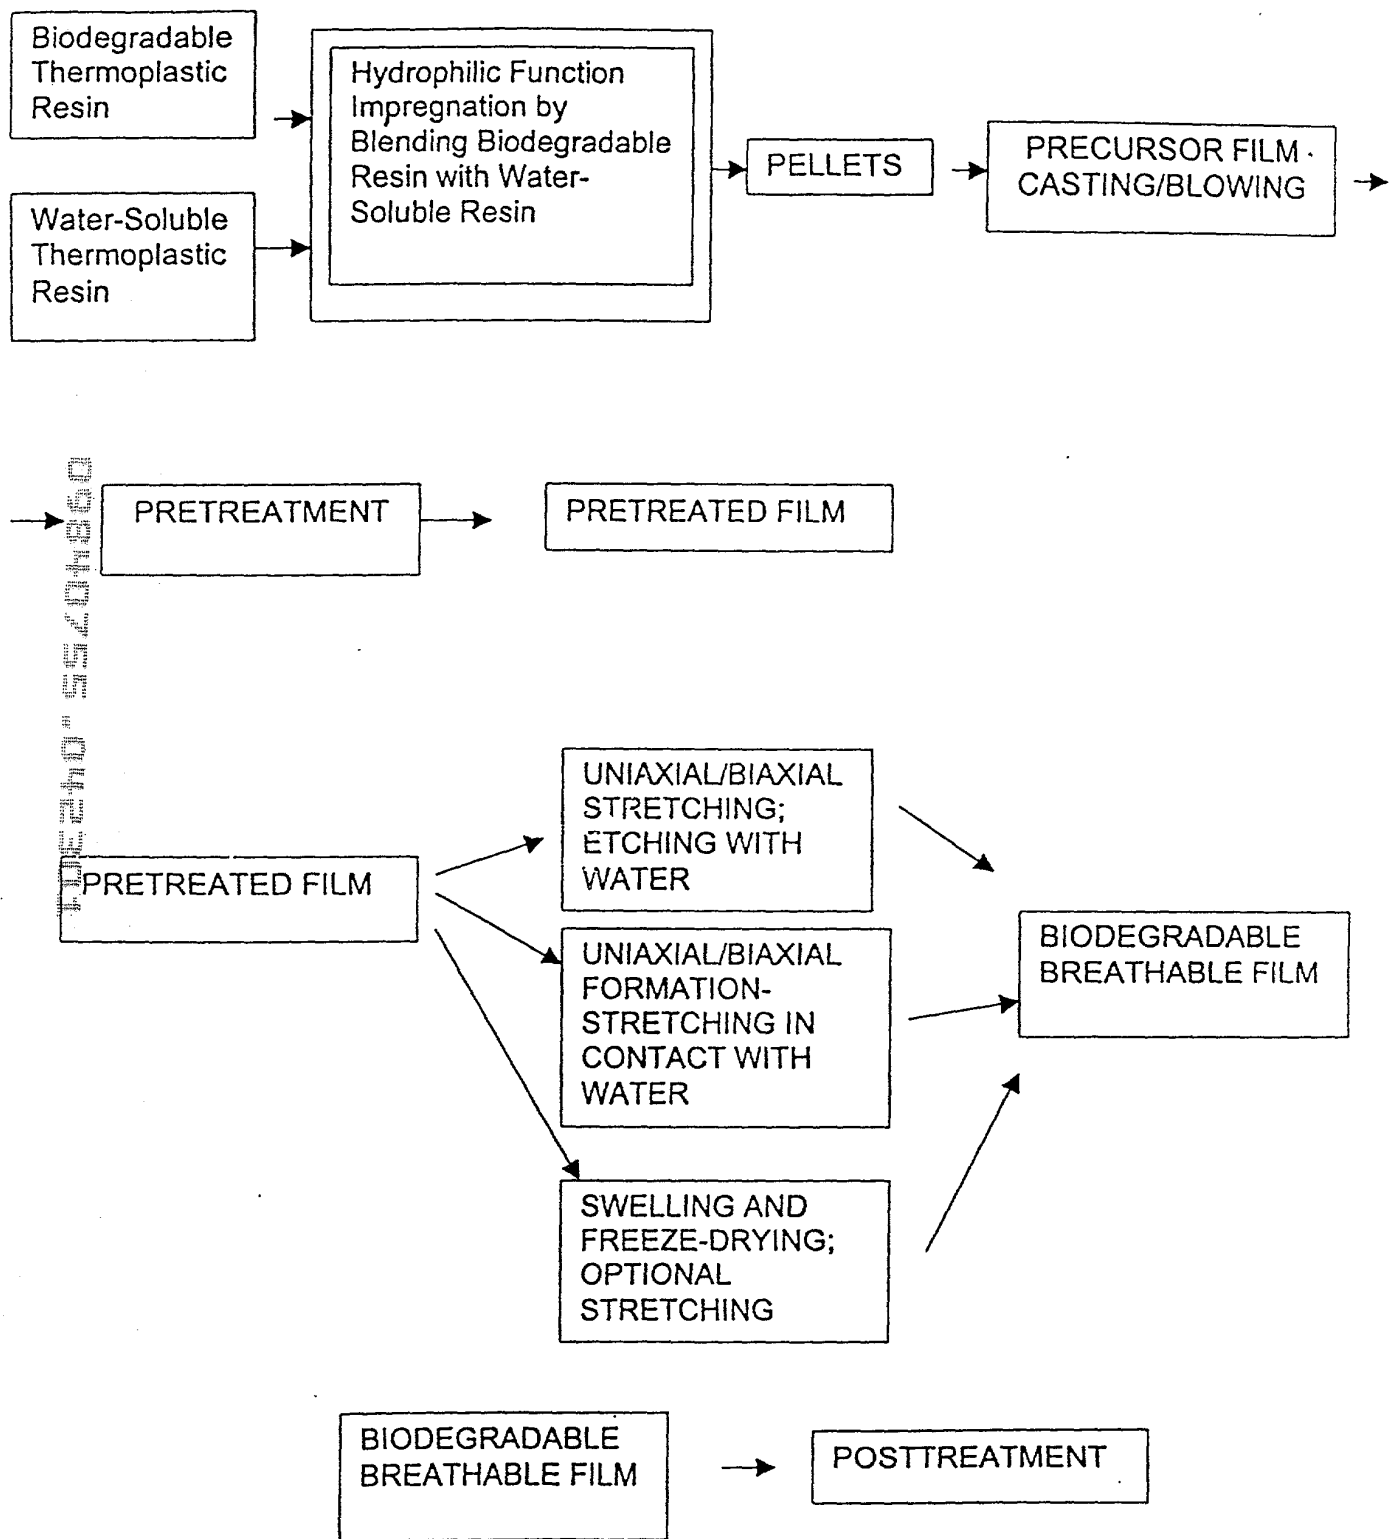 Biodegradable
Thermoplastic
Resin
Hydrophilic Function
Impregnation by
Blending Biodegradable
Resin with Water-
Soluble Resin
PELLETS
PRECURSOR FILM
CASTING/BLOWING
Water-Soluble
Thermoplastic
Resin
PRETREATMENT
PRETREATED FILM
09840755.042301
UNIAXIAL/BIAXIAL
STRETCHING;
ETCHING WITH
WATER
PRETREATED FILM
UNIAXIAL/BIAXIAL
FORMATION-
STRETCHING IN
CONTACT WITH
WATER
BIODEGRADABLE
BREATHABLE FILM
SWELLING AND
FREEZE-DRYING;
OPTIONAL
STRETCHING
BIODEGRADABLE
BREATHABLE FILM
POSTTREATMENT